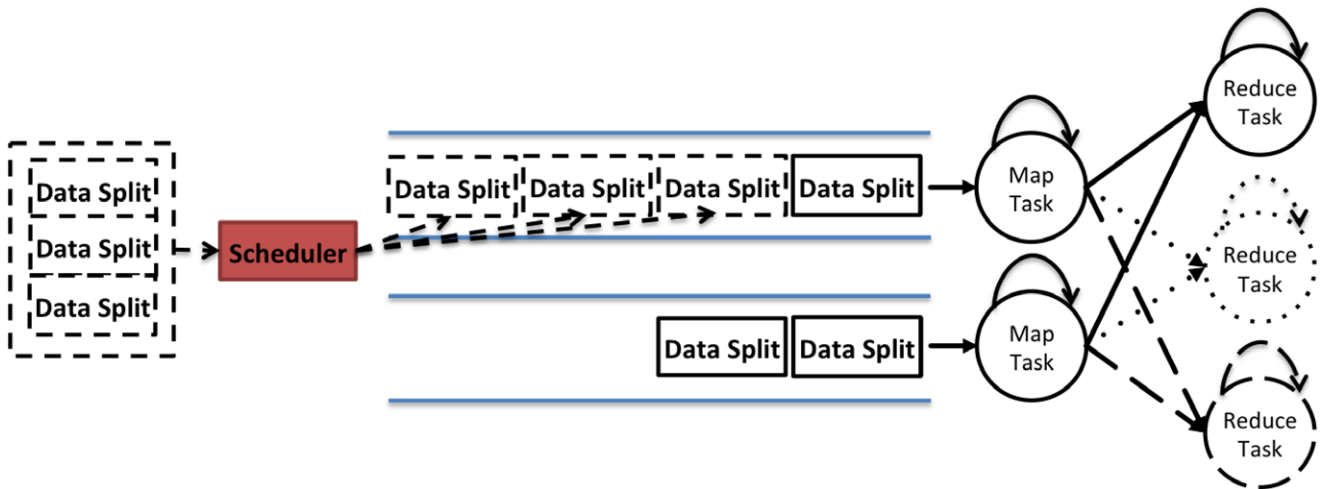 Data Split
Data Split
Data Split
Scheduler
Data Split Data Split Data Split Data Split
Data Split Data Split
Map
Task
Map
Task
Reduce
Task
Reduce
Task
Reduce
Task